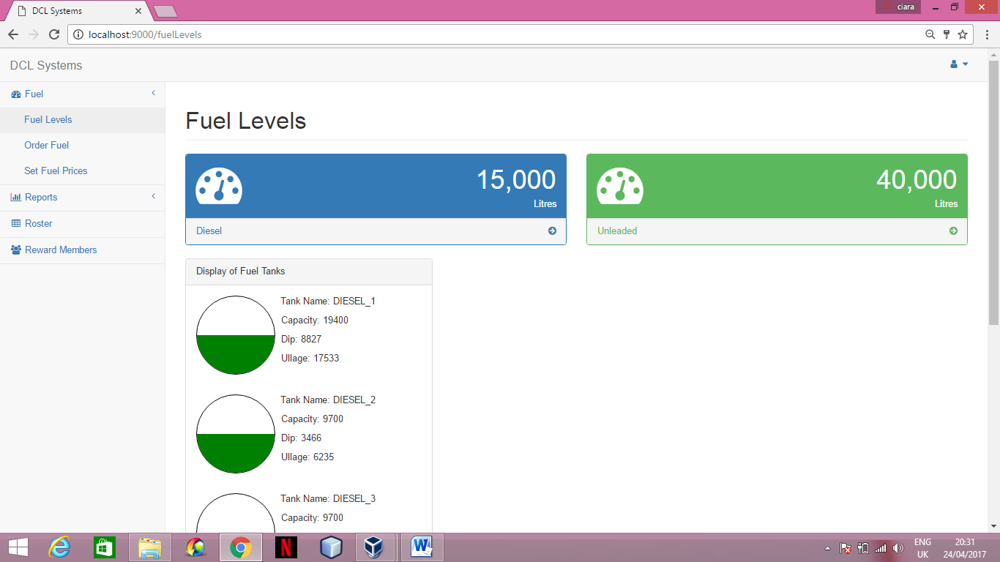 DCL Systems
ciara
localhost:9000/fuelLevels
DCL Systems
Fuel
Fuel Levels
Order Fuel
Set Fuel Prices
Reports
Roster
Reward Members
Fuel Levels
15,000
Litres
Diesel
40,000
Litres
Unleaded
Display of Fuel Tanks
Tank Name: DIESEL_1
Capacity: 19400
Dip: 8827
Ullage: 17533
Tank Name: DIESEL_2
Capacity: 9700
Dip: 3466
Ullage: 6235
Tank Name: DIESEL_3
Capacity: 9700
N
W
ENG
UK
20:31
24/04/2017